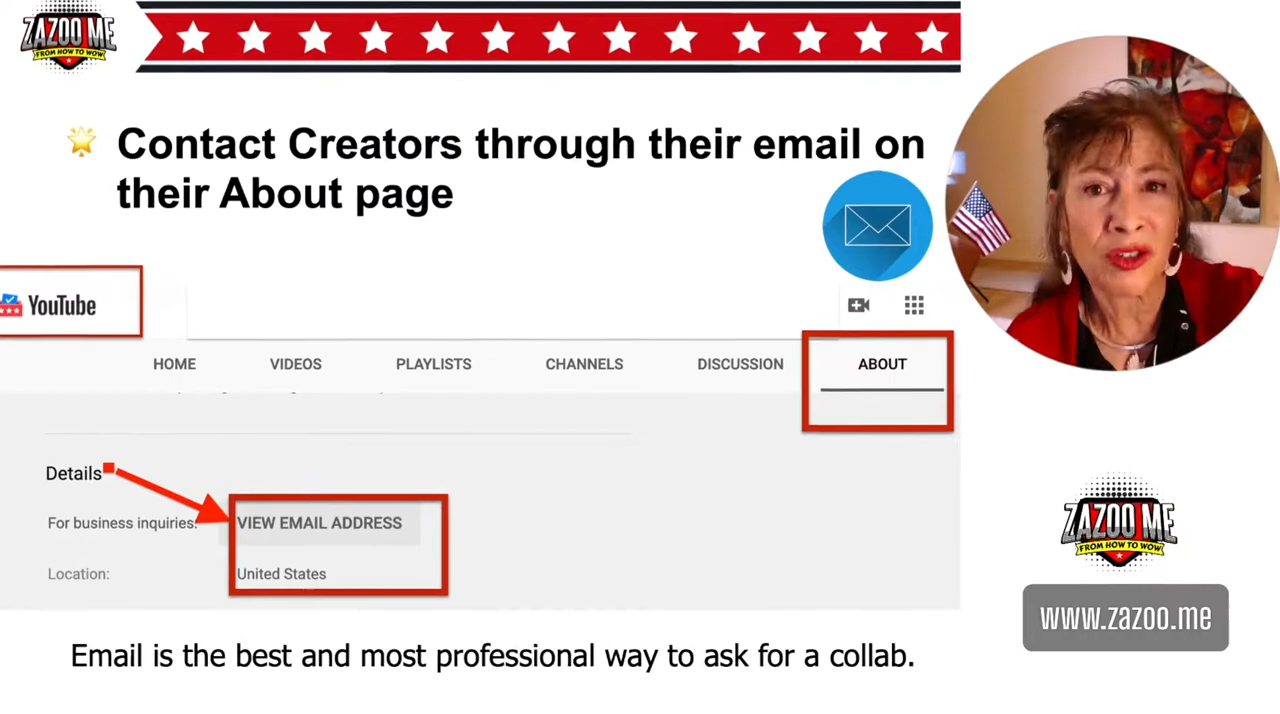 ZAZOO ME
FROM HOW TO WOW
Contact Creators through their email on
their About page
YouTube
HOME VIDEOS PLAYLISTS CHANNELS DISCUSSION ABOUT
Details
For business inquiries: VIEW EMAIL ADDRESS
Location: United States
Email is the best and most professional way to ask for a collab.
ZAZOO ME
FROM HOW TO WOW
www.zazoo.me